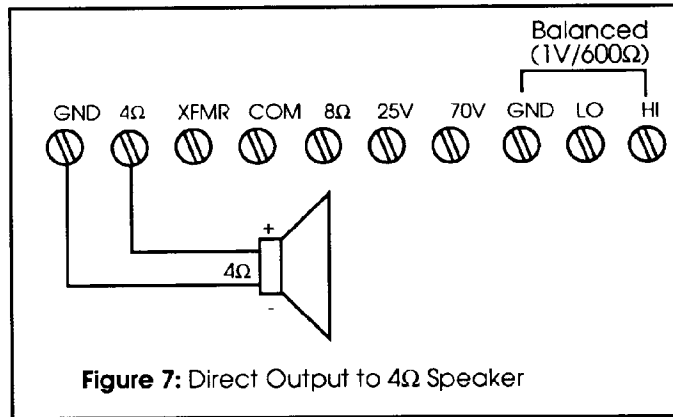 Balanced
(1V/600Ω)
GND 4Ω XFMR COM 8Ω 25V 70V GND LO HI
+
4Ω
-
Figure 7: Direct Output to 4Ω Speaker